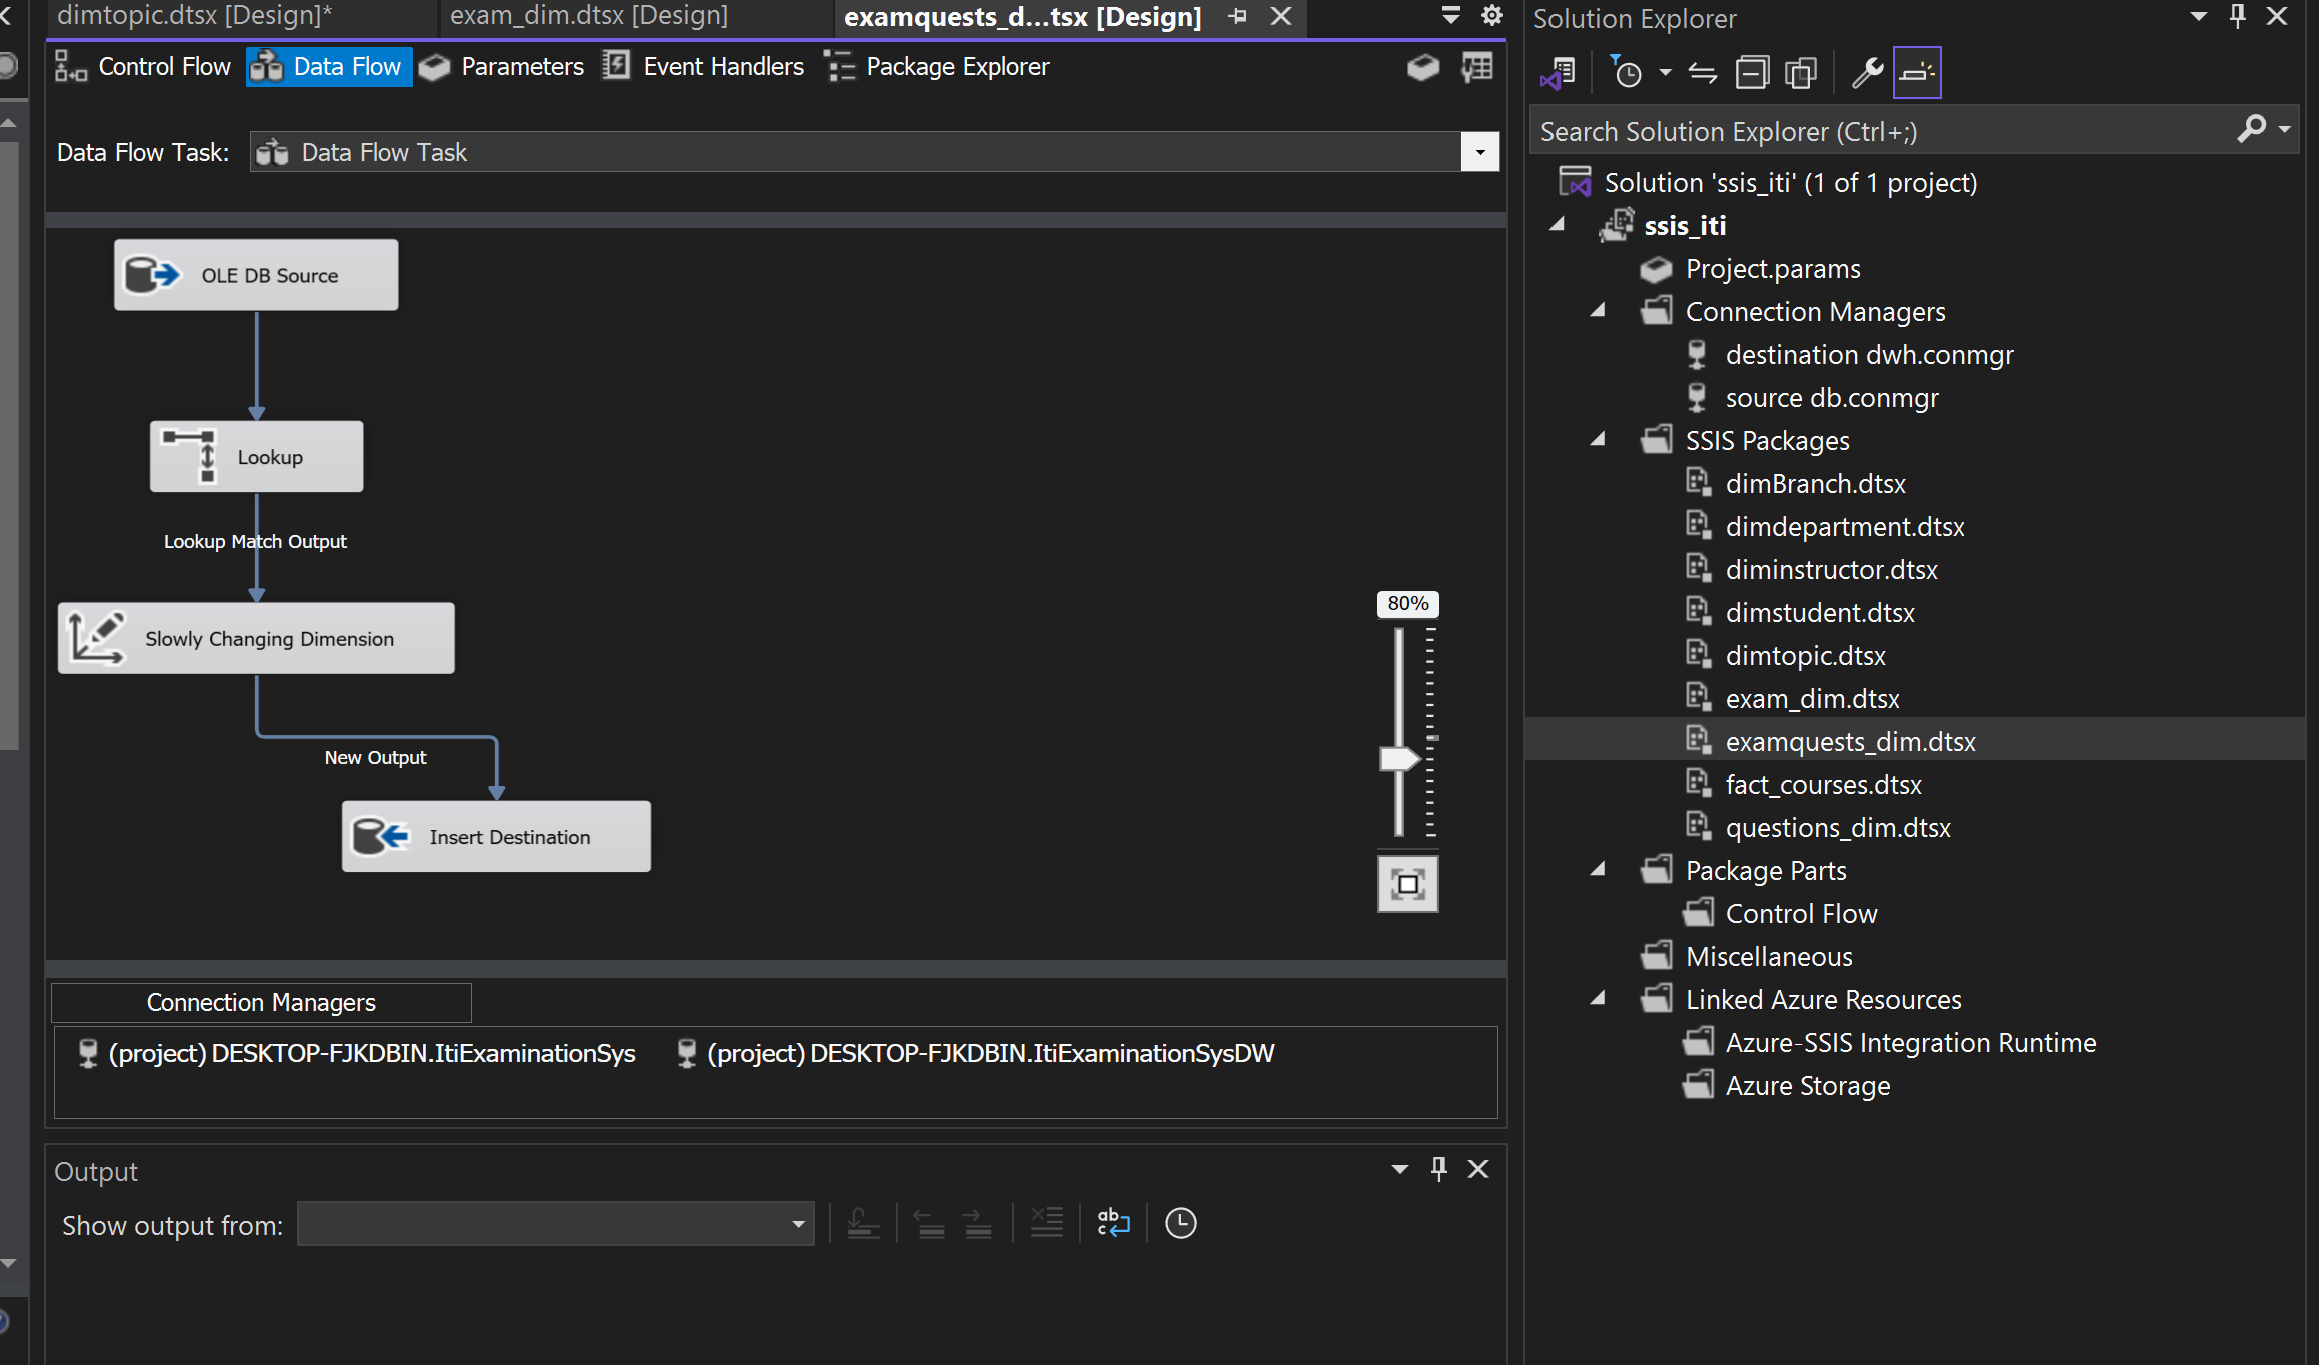 dimtopic.dtsx [Design]*
exam_dim.dtsx [Design]
examquests_d...tsx [Design]
Control Flow
Data Flow
Parameters
Event Handlers
Package Explorer
Data Flow Task:
Data Flow Task
OLE DB Source
Lookup
Lookup Match Output
Slowly Changing Dimension
New Output
Insert Destination
80%
Connection Managers
(project) DESKTOP-FJKDBIN.ItiExaminationSys
(project) DESKTOP-FJKDBIN.ItiExaminationSysDW
Output
Show output from:
Solution Explorer
Search Solution Explorer (Ctrl+;)
Solution 'ssis_iti' (1 of 1 project)
ssis_iti
Project.params
Connection Managers
destination dwh.conmgr
source db.conmgr
SSIS Packages
dimBranch.dtsx
dimdepartment.dtsx
diminstructor.dtsx
dimstudent.dtsx
dimtopic.dtsx
exam_dim.dtsx
examquests_dim.dtsx
fact_courses.dtsx
questions_dim.dtsx
Package Parts
Control Flow
Miscellaneous
Linked Azure Resources
Azure-SSIS Integration Runtime
Azure Storage